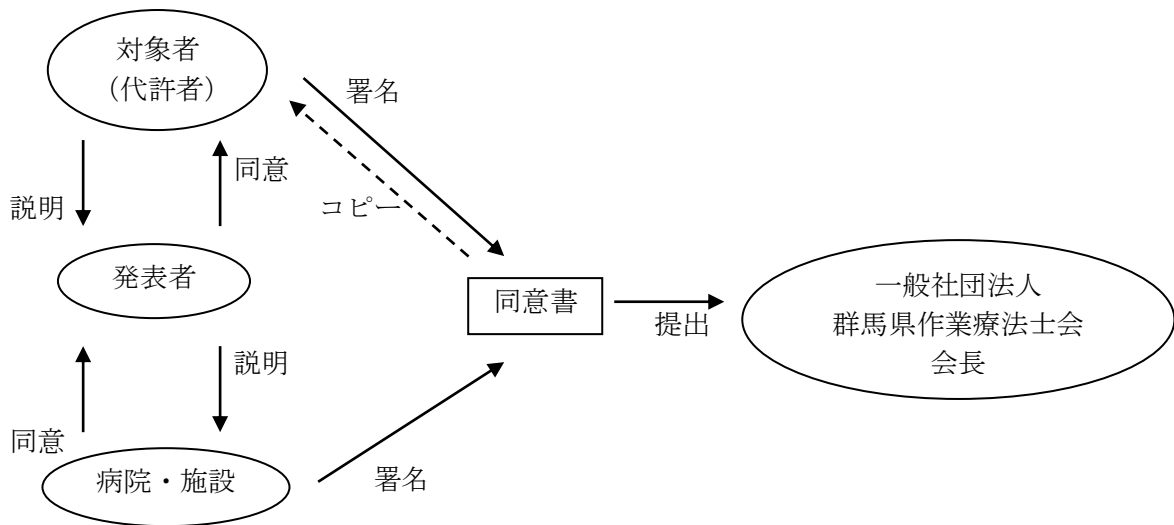 対象者
（代許者）
署名
同意
説明
コピー
発表者
同意書
提出
一般社団法人
群馬県作業療法士会
会長
説明
同意
病院・施設
署名